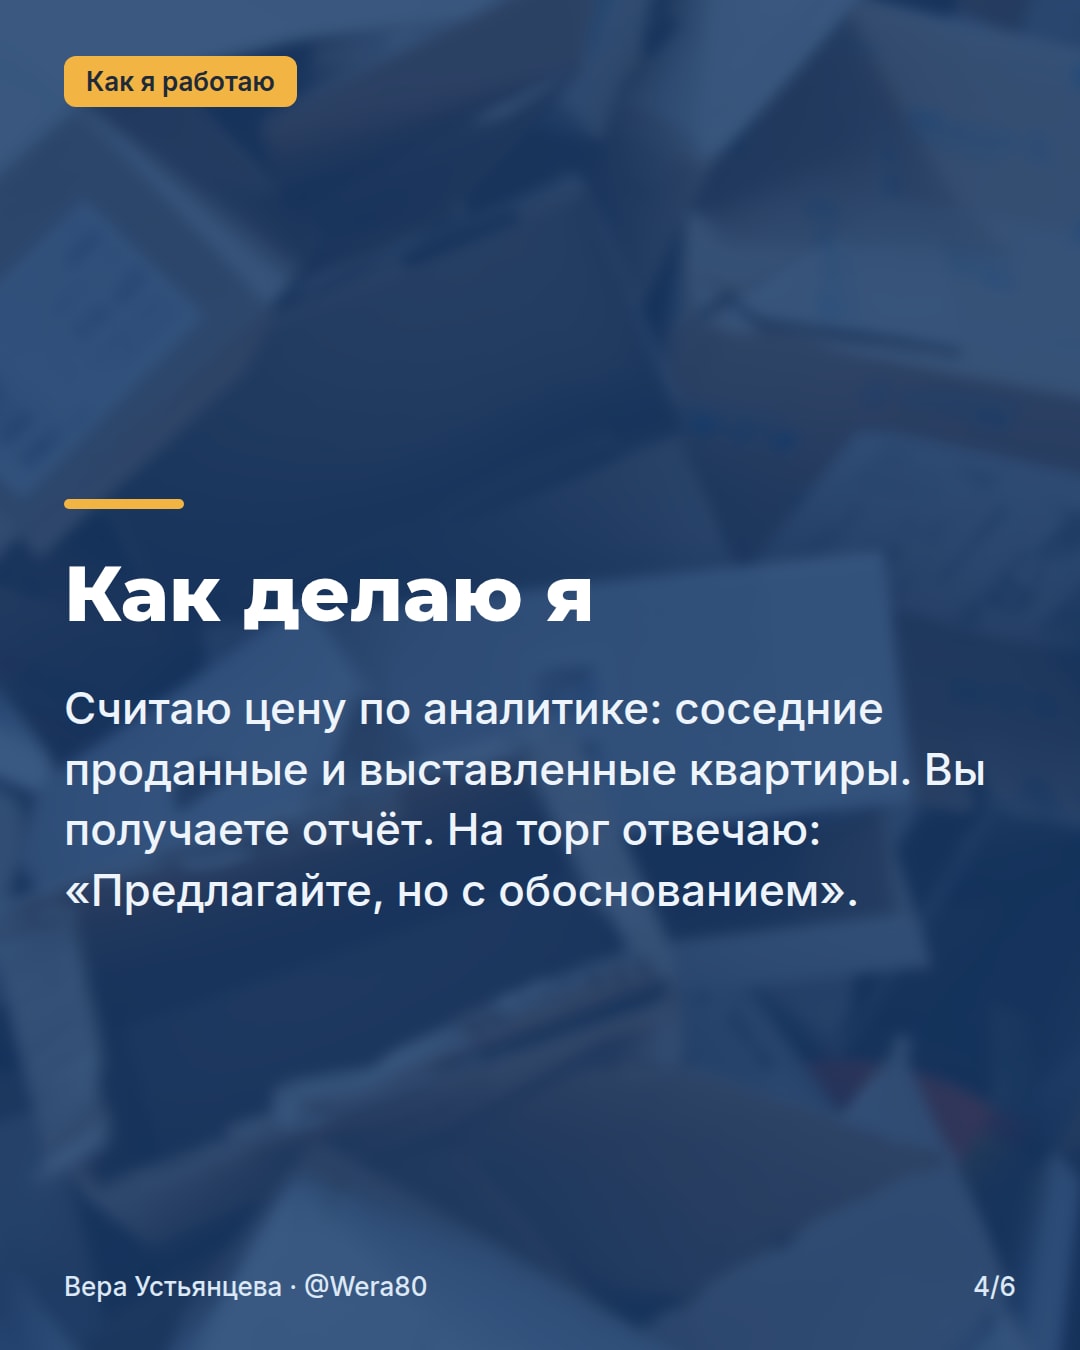 Как я работаю
Как делаю я
Считаю цену по аналитике: соседние
проданные и выставленные квартиры. Вы
получаете отчёт. На торг отвечаю:
«Предлагайте, но с обоснованием».
Вера Устьянцева · @Wera80
4/6